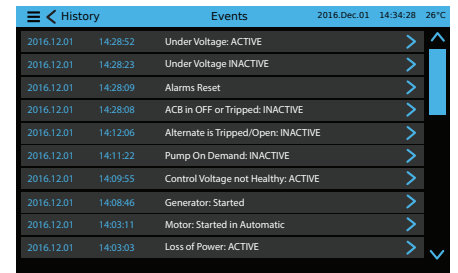 History Events 2016.Dec.01 14:34:28 26°C
2016.12.01 14:28:52 Under Voltage: ACTIVE
2016.12.01 14:28:23 Under Voltage INACTIVE
2016.12.01 14:28:09 Alarms Reset
2016.12.01 14:28:08 ACB in OFF or Tripped: INACTIVE
2016.12.01 14:12:06 Alternate is Tripped/Open: INACTIVE
2016.12.01 14:11:22 Pump On Demand: INACTIVE
2016.12.01 14:09:55 Control Voltage not Healthy: ACTIVE
2016.12.01 14:08:46 Generator: Started
2016.12.01 14:03:11 Motor: Started in Automatic
2016.12.01 14:03:03 Loss of Power: ACTIVE